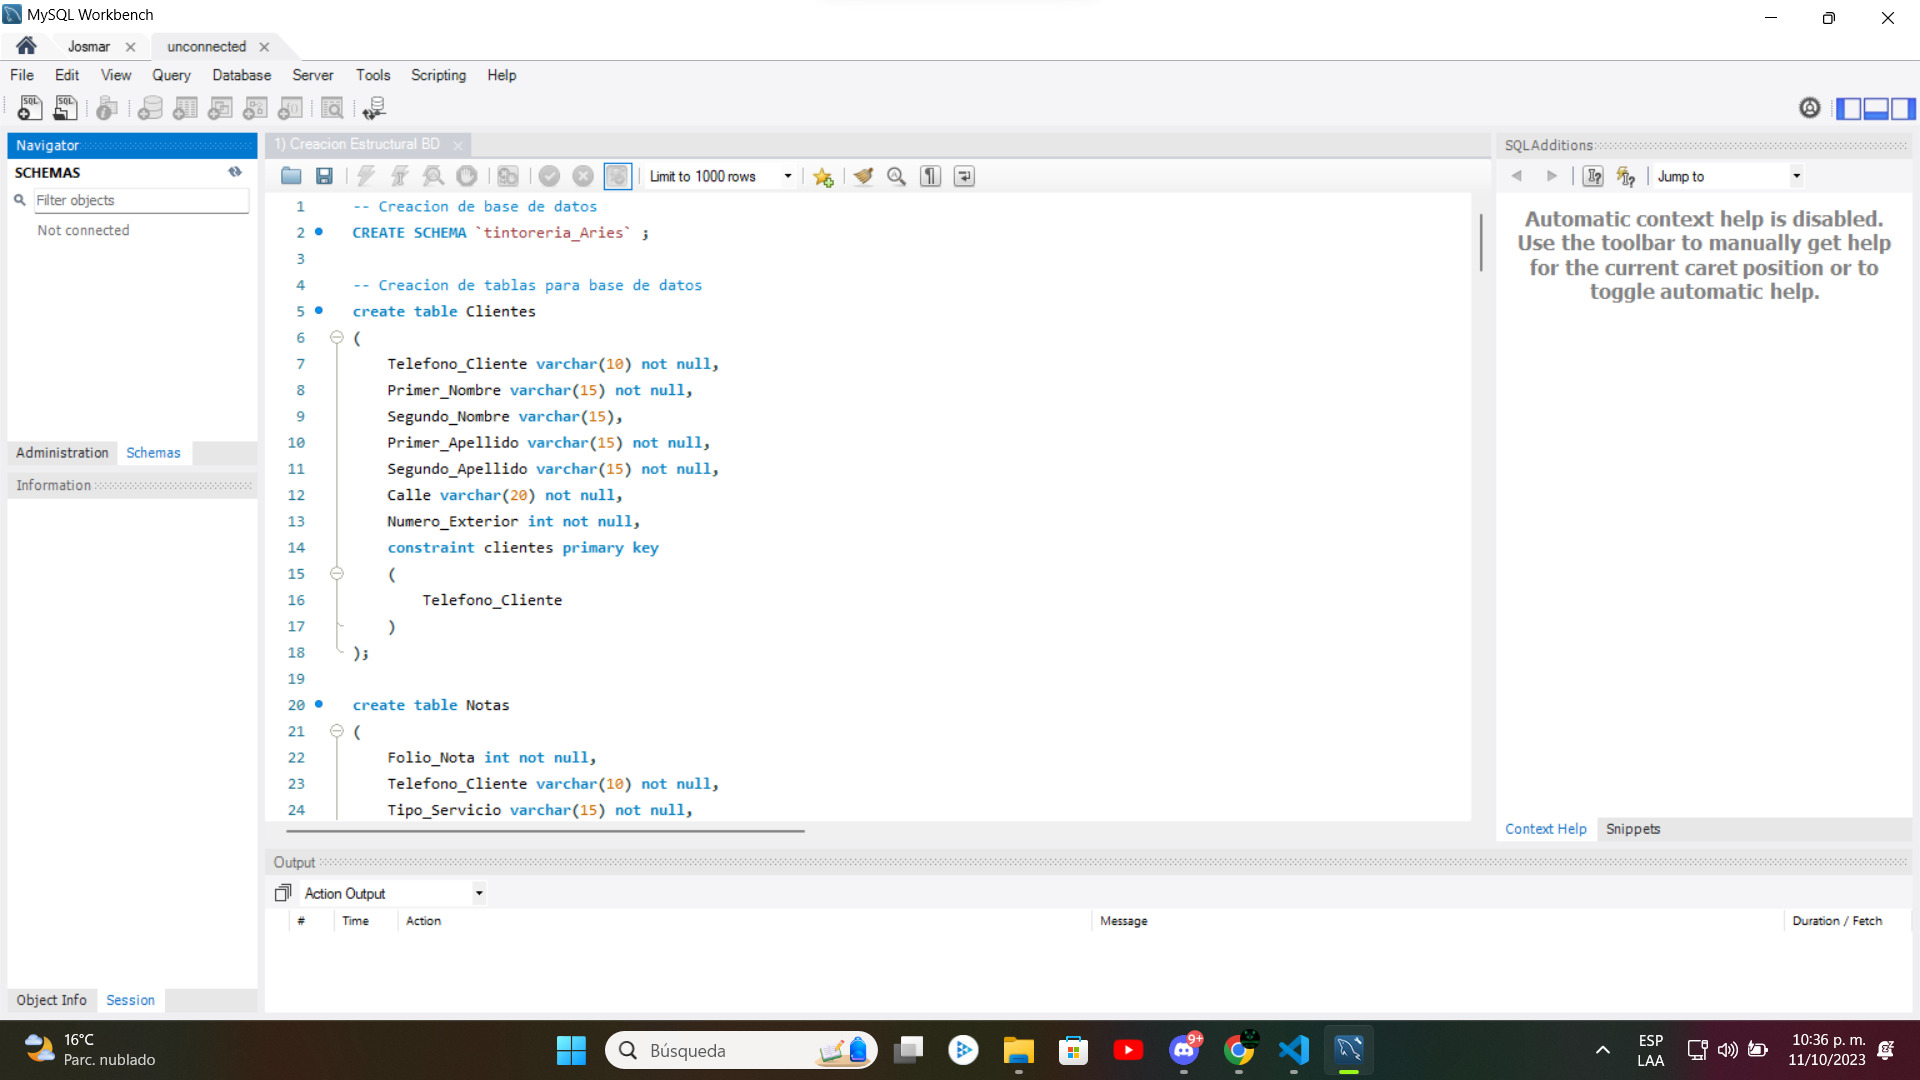 MySQL Workbench
Josmar
unconnected
File Edit View Query Database Server Tools Scripting Help
Navigator
SCHEMAS
Filter objects
Not connected
Administration Schemas
Information
Object Info Session
1) Creacion Estructural BD
Limit to 1000 rows
1 -- Creacion de base de datos
2 CREATE SCHEMA `tintoreria_Aries` ;
3
4 -- Creacion de tablas para base de datos
5 create table Clientes
6 (
7 Telefono_Cliente varchar(10) not null,
8 Primer_Nombre varchar(15) not null,
9 Segundo_Nombre varchar(15),
10 Primer_Apellido varchar(15) not null,
11 Segundo_Apellido varchar(15) not null,
12 Calle varchar(20) not null,
13 Numero_Exterior int not null,
14 constraint clientes primary key
15 (
16 Telefono_Cliente
17 )
18 );
19
20 create table Notas
21 (
22 Folio_Nota int not null,
23 Telefono_Cliente varchar(10) not null,
24 Tipo_Servicio varchar(15) not null,
SQLAdditions
Jump to
Automatic context help is disabled.
Use the toolbar to manually get help
for the current caret position or to
toggle automatic help.
Context Help Snippets
Output
Action Output
# Time Action Message Duration / Fetch
16°C
Parc. nublado
Búsqueda
9+
ESP
LAA
10:36 p. m.
11/10/2023